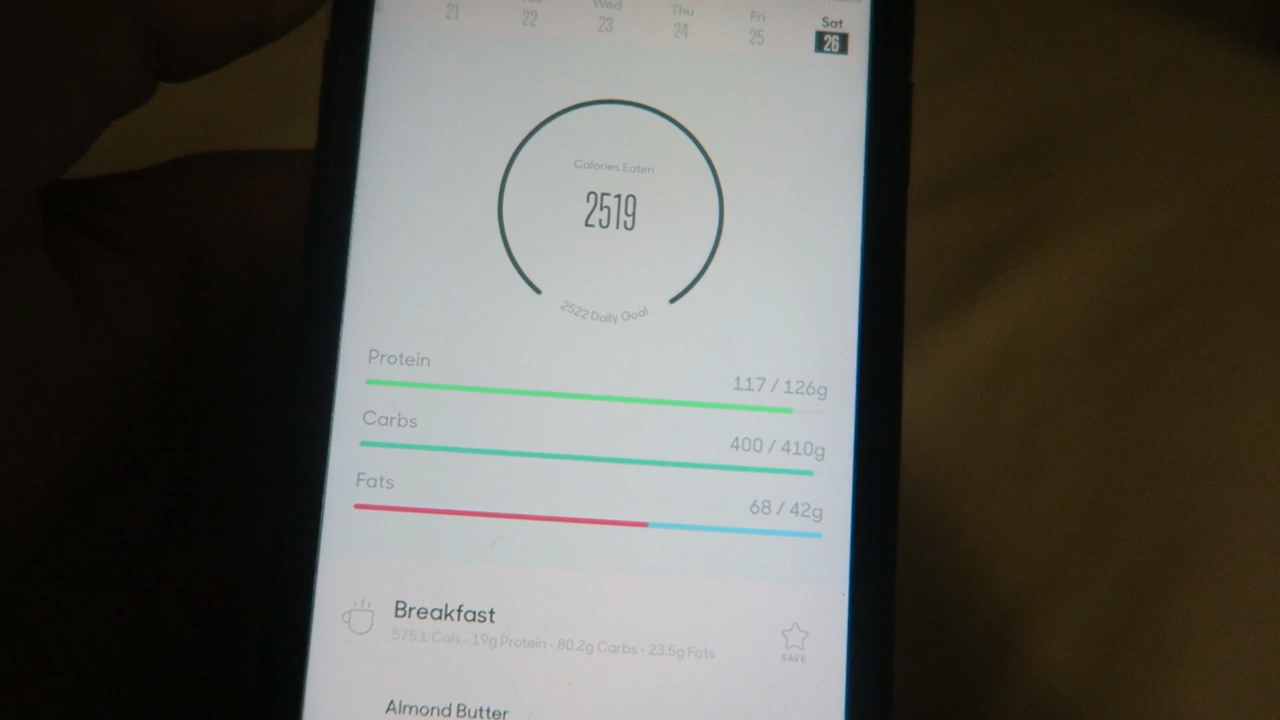 Wed Thu Fri Sat
21 22 23 24 25 26
Calories Eaten
2519
2522 Daily Goal
Protein 117 / 126g
Carbs 400 / 410g
Fats 68 / 42g
Breakfast
575.1 Cals · 19g Protein · 80.2g Carbs · 23.5g Fats
SAVE
Almond Butter